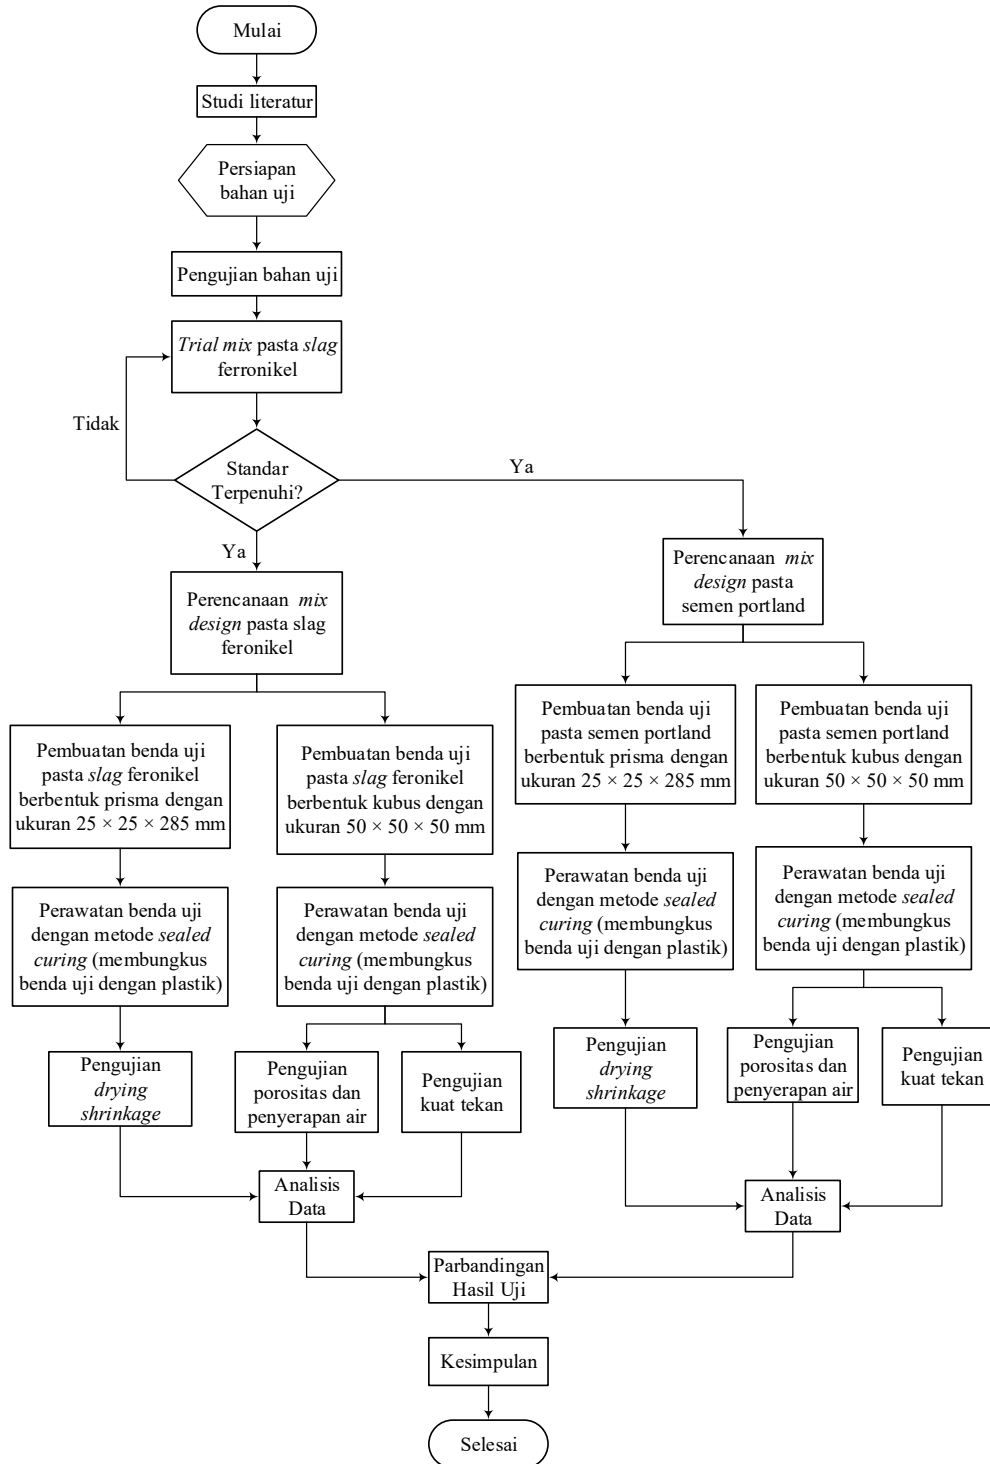 Mulai
Studi literatur
Persiapan
bahan uji
Pengujian bahan uji
Trial mix pasta slag
ferronikel
Tidak
Standar
Terpenuhi?
Ya
Ya
Perencanaan mix
design pasta slag
feronikel
Perencanaan mix
design pasta
semen portland
Pembuatan benda uji
pasta slag feronikel
berbentuk prisma dengan
ukuran 25 × 25 × 285 mm
Pembuatan benda uji
pasta slag feronikel
berbentuk kubus dengan
ukuran 50 × 50 × 50 mm
Pembuatan benda uji
pasta semen portland
berbentuk prisma dengan
ukuran 25 × 25 × 285 mm
Pembuatan benda uji
pasta semen portland
berbentuk kubus dengan
ukuran 50 × 50 × 50 mm
Perawatan benda uji
dengan metode sealed
curing (membungkus
benda uji dengan plastik)
Perawatan benda uji
dengan metode sealed
curing (membungkus
benda uji dengan plastik)
Perawatan benda uji
dengan metode sealed
curing (membungkus
benda uji dengan plastik)
Perawatan benda uji
dengan metode sealed
curing (membungkus
benda uji dengan plastik)
Pengujian
drying
shrinkage
Pengujian
porositas dan
penyerapan air
Pengujian
kuat tekan
Pengujian
drying
shrinkage
Pengujian
porositas dan
penyerapan air
Pengujian
kuat tekan
Analisis
Data
Analisis
Data
Parbandingan
Hasil Uji
Kesimpulan
Selesai